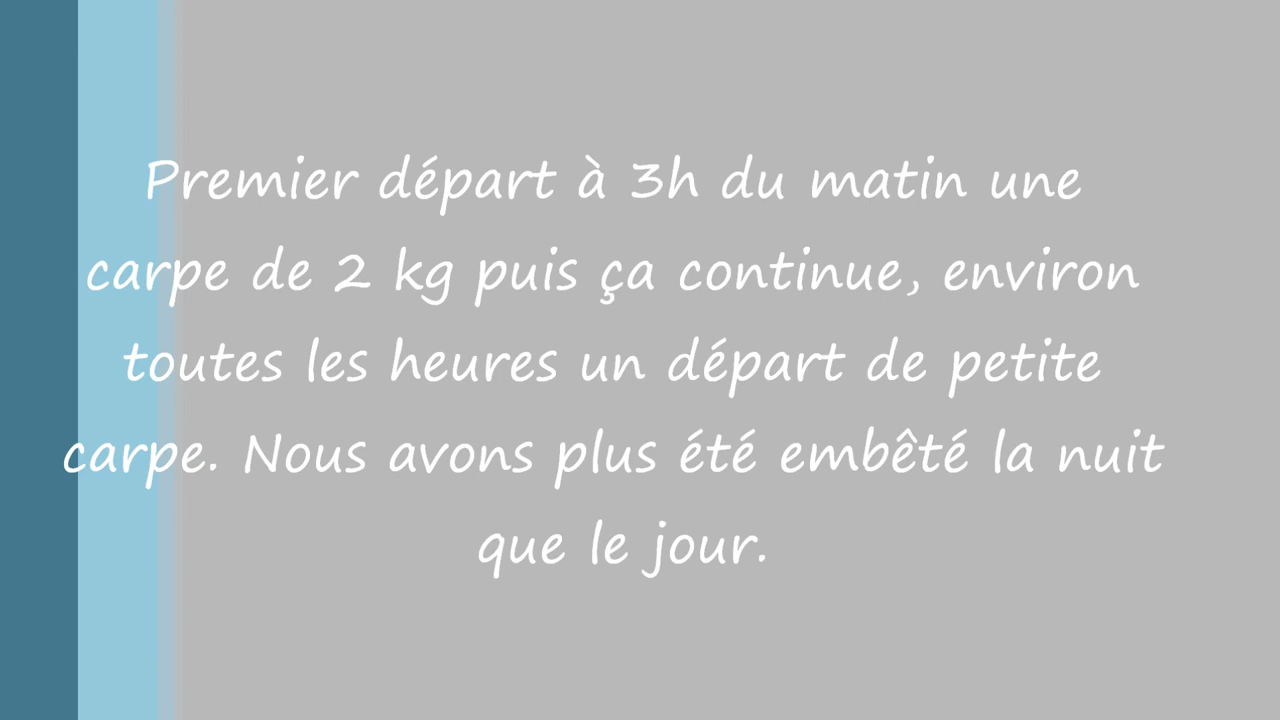 Premier départ à 3h du matin une
carpe de 2 kg puis ça continue, environ
toutes les heures un départ de petite
carpe. Nous avons plus été embêté la nuit
que le jour.